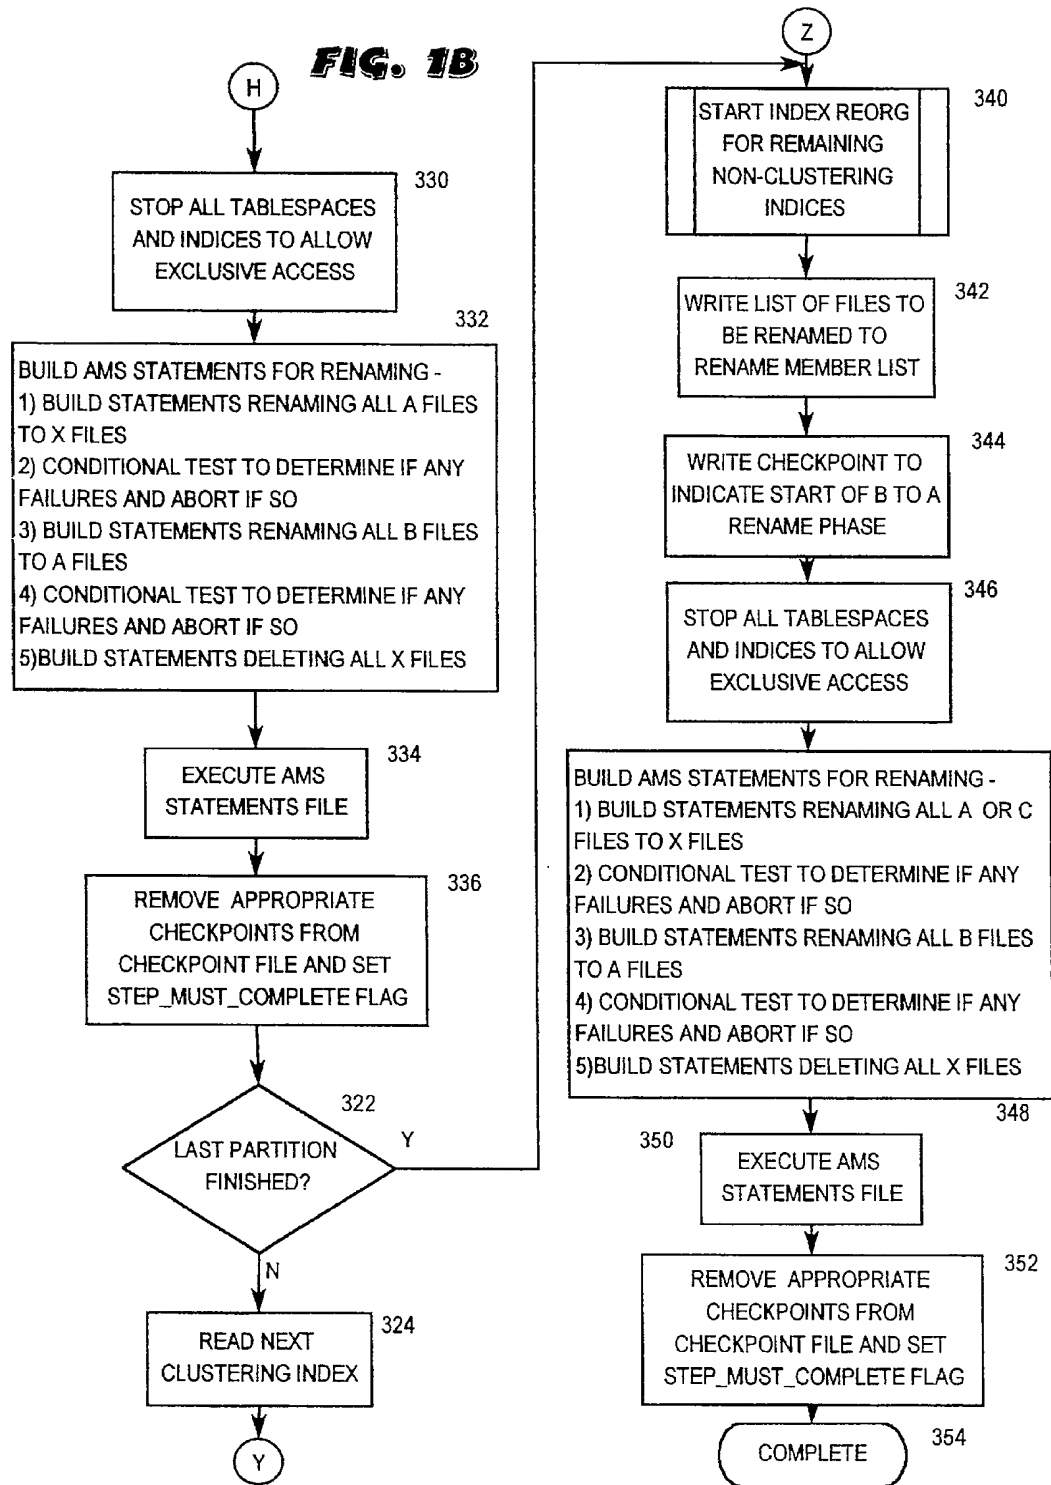 FIG. 1B
H
330
STOP ALL TABLESPACES
AND INDICES TO ALLOW
EXCLUSIVE ACCESS
332
BUILD AMS STATEMENTS FOR RENAMING -
1) BUILD STATEMENTS RENAMING ALL A FILES
TO X FILES
2) CONDITIONAL TEST TO DETERMINE IF ANY
FAILURES AND ABORT IF SO
3) BUILD STATEMENTS RENAMING ALL B FILES
TO A FILES
4) CONDITIONAL TEST TO DETERMINE IF ANY
FAILURES AND ABORT IF SO
5)BUILD STATEMENTS DELETING ALL X FILES
334
EXECUTE AMS
STATEMENTS FILE
336
REMOVE APPROPRIATE
CHECKPOINTS FROM
CHECKPOINT FILE AND SET
STEP_MUST_COMPLETE FLAG
322
LAST PARTITION
FINISHED?
Y
N
324
READ NEXT
CLUSTERING INDEX
Y
Z
340
START INDEX REORG
FOR REMAINING
NON-CLUSTERING
INDICES
342
WRITE LIST OF FILES TO
BE RENAMED TO
RENAME MEMBER LIST
344
WRITE CHECKPOINT TO
INDICATE START OF B TO A
RENAME PHASE
346
STOP ALL TABLESPACES
AND INDICES TO ALLOW
EXCLUSIVE ACCESS
BUILD AMS STATEMENTS FOR RENAMING -
1) BUILD STATEMENTS RENAMING ALL A OR C
FILES TO X FILES
2) CONDITIONAL TEST TO DETERMINE IF ANY
FAILURES AND ABORT IF SO
3) BUILD STATEMENTS RENAMING ALL B FILES
TO A FILES
4) CONDITIONAL TEST TO DETERMINE IF ANY
FAILURES AND ABORT IF SO
5)BUILD STATEMENTS DELETING ALL X FILES
348
350
EXECUTE AMS
STATEMENTS FILE
352
REMOVE APPROPRIATE
CHECKPOINTS FROM
CHECKPOINT FILE AND SET
STEP_MUST_COMPLETE FLAG
354
COMPLETE